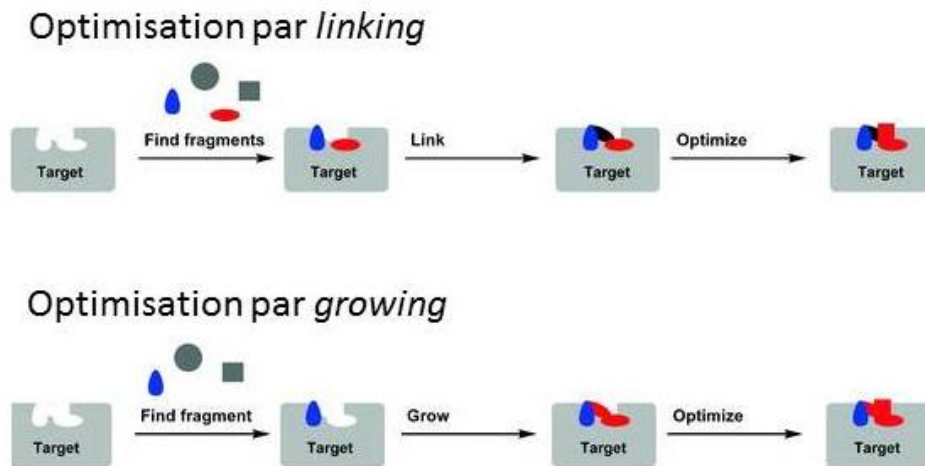 Optimisation par linking
Find fragments Link Optimize
Target Target Target Target
Optimisation par growing
Find fragment Grow Optimize
Target Target Target Target